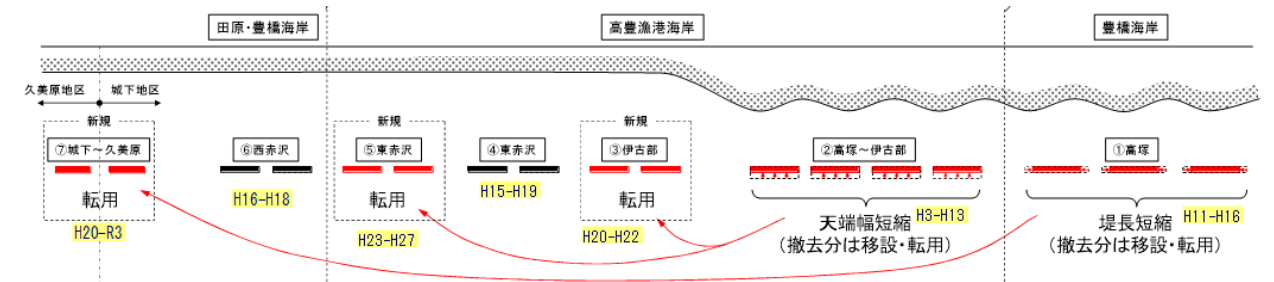 田原・豊橋海岸
高豊漁港海岸
豊橋海岸
久美原地区
城下地区
新規
⑦城下～久美原
転用
H20-R3
⑥西赤沢
H16-H18
新規
⑤東赤沢
転用
H23-H27
④東赤沢
H15-H19
新規
③伊古部
転用
H20-H22
②高塚～伊古部
H3-H13
天端幅短縮
（撤去分は移設・転用）
①高塚
H11-H16
堤長短縮
（撤去分は移設・転用）